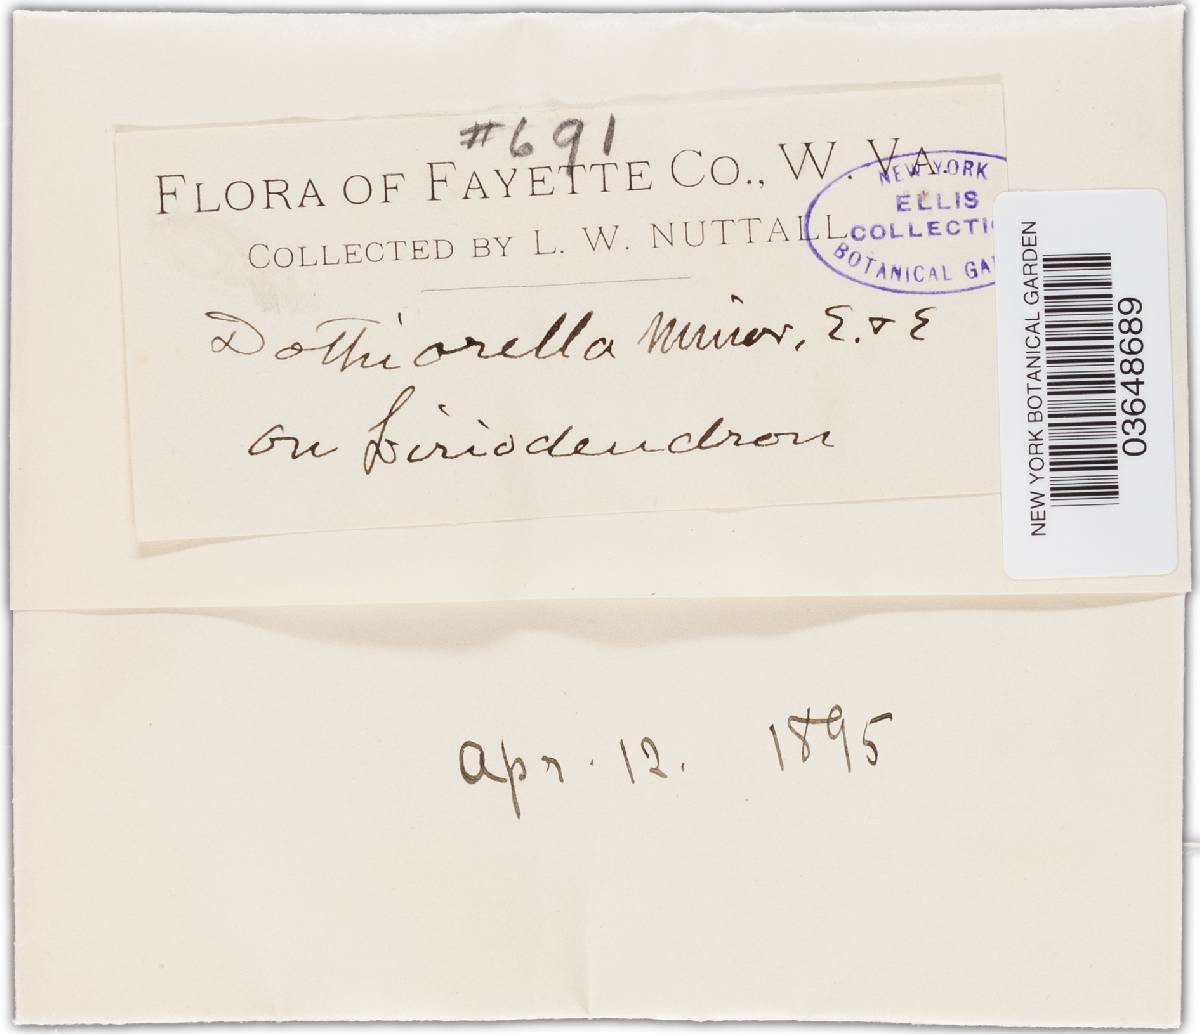 #691
FLORA OF FAYETTE CO., W. VA.
COLLECTED BY L. W. NUTTALL
NEW YORK
ELLIS
COLLECTIO
BOTANICAL GA
Dothiorella minor, E. & E
on Liriodendron
NEW YORK BOTANICAL GARDEN
03648689
Apr. 12. 1895